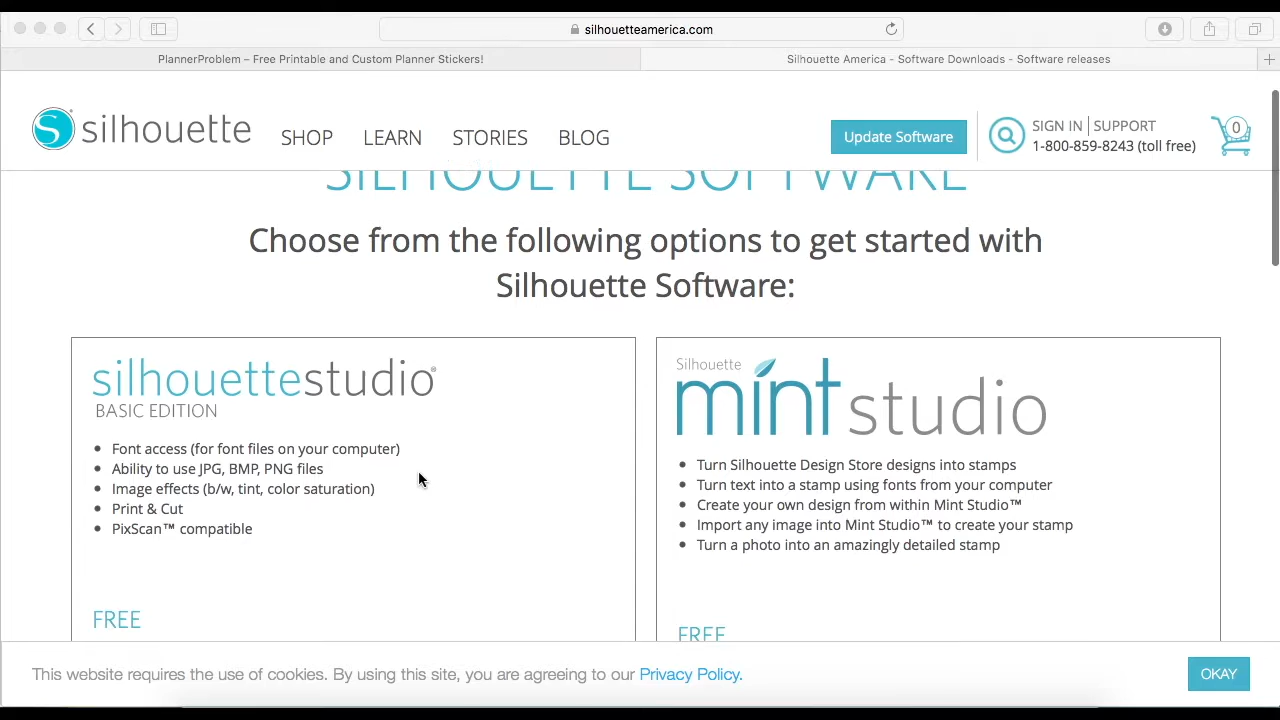 silhouetteamerica.com
PlannerProblem – Free Printable and Custom Planner Stickers!
Silhouette America - Software Downloads - Software releases
S silhouette
SHOP LEARN STORIES BLOG
Update Software
SIGN IN | SUPPORT
1-800-859-8243 (toll free)
0
SILHOUETTE SOFTWARE
Choose from the following options to get started with
Silhouette Software:
silhouettestudio®
BASIC EDITION
• Font access (for font files on your computer)
• Ability to use JPG, BMP, PNG files
• Image effects (b/w, tint, color saturation)
• Print & Cut
• PixScan™ compatible
FREE
Silhouette
mint studio
• Turn Silhouette Design Store designs into stamps
• Turn text into a stamp using fonts from your computer
• Create your own design from within Mint Studio™
• Import any image into Mint Studio™ to create your stamp
• Turn a photo into an amazingly detailed stamp
FREE
This website requires the use of cookies. By using this site, you are agreeing to our Privacy Policy.
OKAY